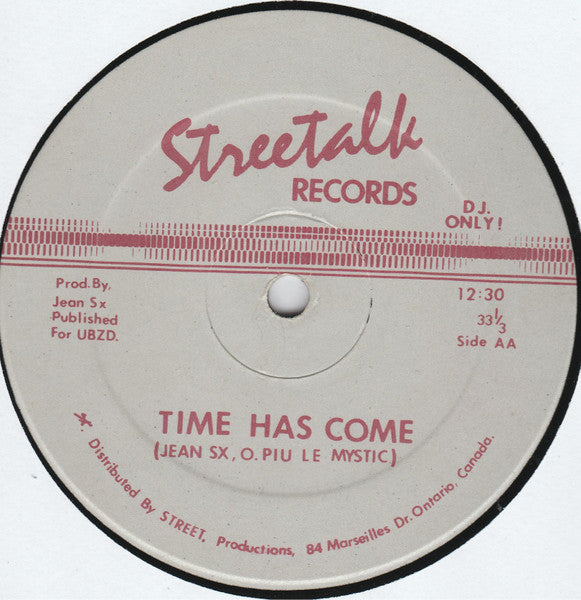 Streetalk
RECORDS
D.J.
ONLY!
Prod. By,
Jean Sx
Published
For UBZD.
12:30
33 1/3
Side AA
TIME HAS COME
(JEAN SX, O. PIU LE MYSTIC)
Distributed By STREET, Productions, 84 Marseilles Dr. Ontario, Canada.